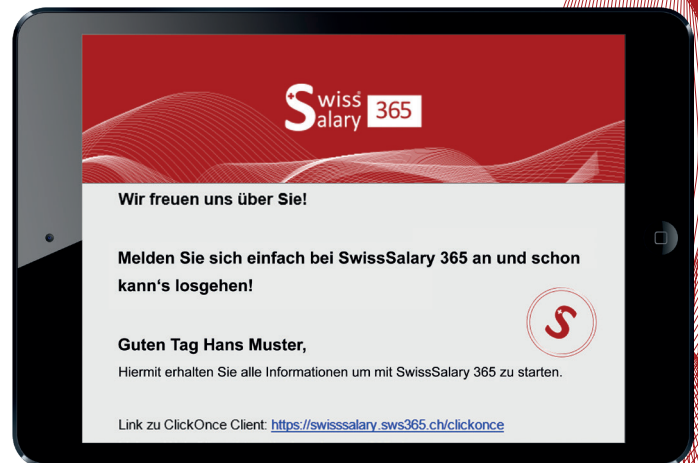 Swiss
Salary 365
Wir freuen uns über Sie!
Melden Sie sich einfach bei SwissSalary 365 an und schon
kann's losgehen!
S
Guten Tag Hans Muster,
Hiermit erhalten Sie alle Informationen um mit SwissSalary 365 zu starten.
Link zu ClickOnce Client: https://swisssalary.sws365.ch/clickonce